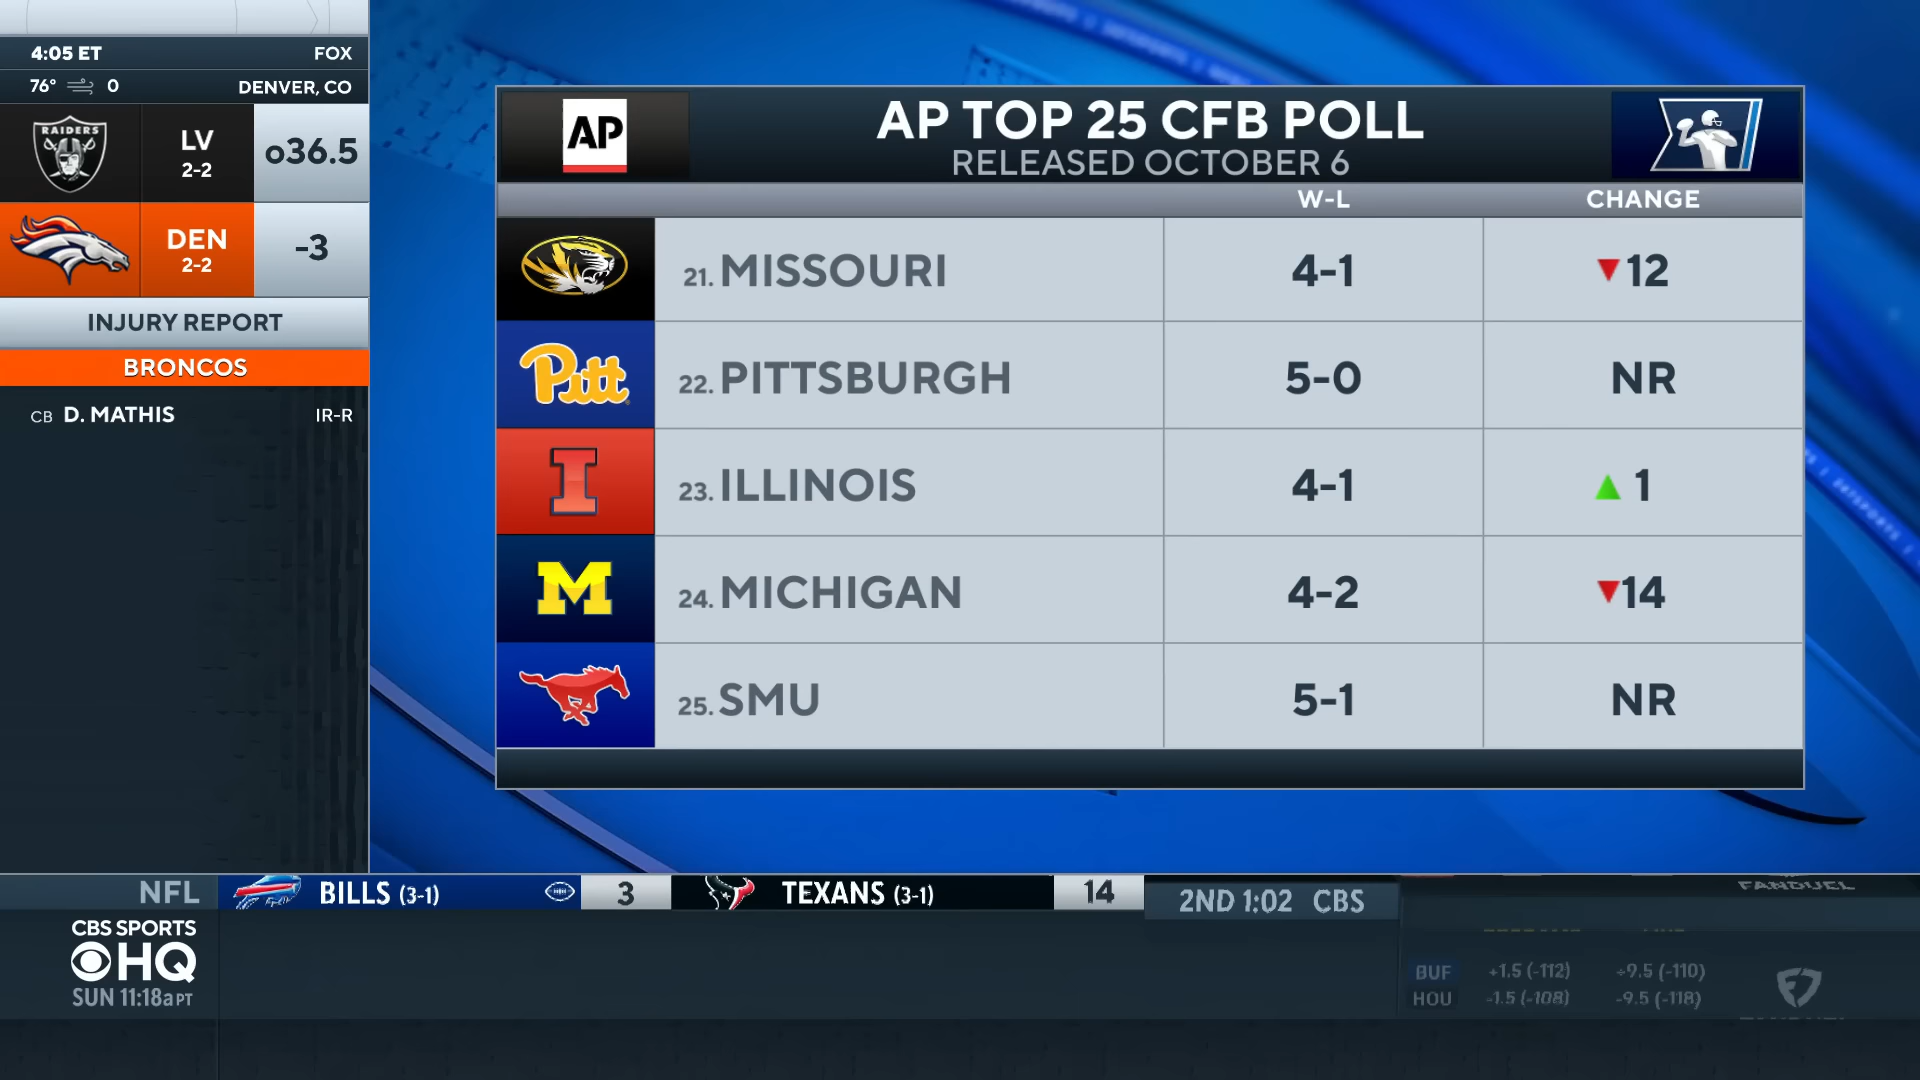 4:05 ET FOX
76° 0 DENVER, CO
RAIDERS
LV
2-2
o36.5
DEN
2-2
-3
INJURY REPORT
BRONCOS
CB D. MATHIS IR-R
AP
AP TOP 25 CFB POLL
RELEASED OCTOBER 6
W-L CHANGE
21. MISSOURI 4-1 ▼12
Pitt
22. PITTSBURGH 5-0 NR
I
23. ILLINOIS 4-1 ▲ 1
M
24. MICHIGAN 4-2 ▼14
25. SMU 5-1 NR
NFL BILLS (3-1) 3 TEXANS (3-1) 14 2ND 1:02 CBS
FANDUEL
CBS SPORTS
HQ
SUN 11:18a PT
BUF +1.5 (-112)
HOU -1.5 (-108) -9.5 (-118)